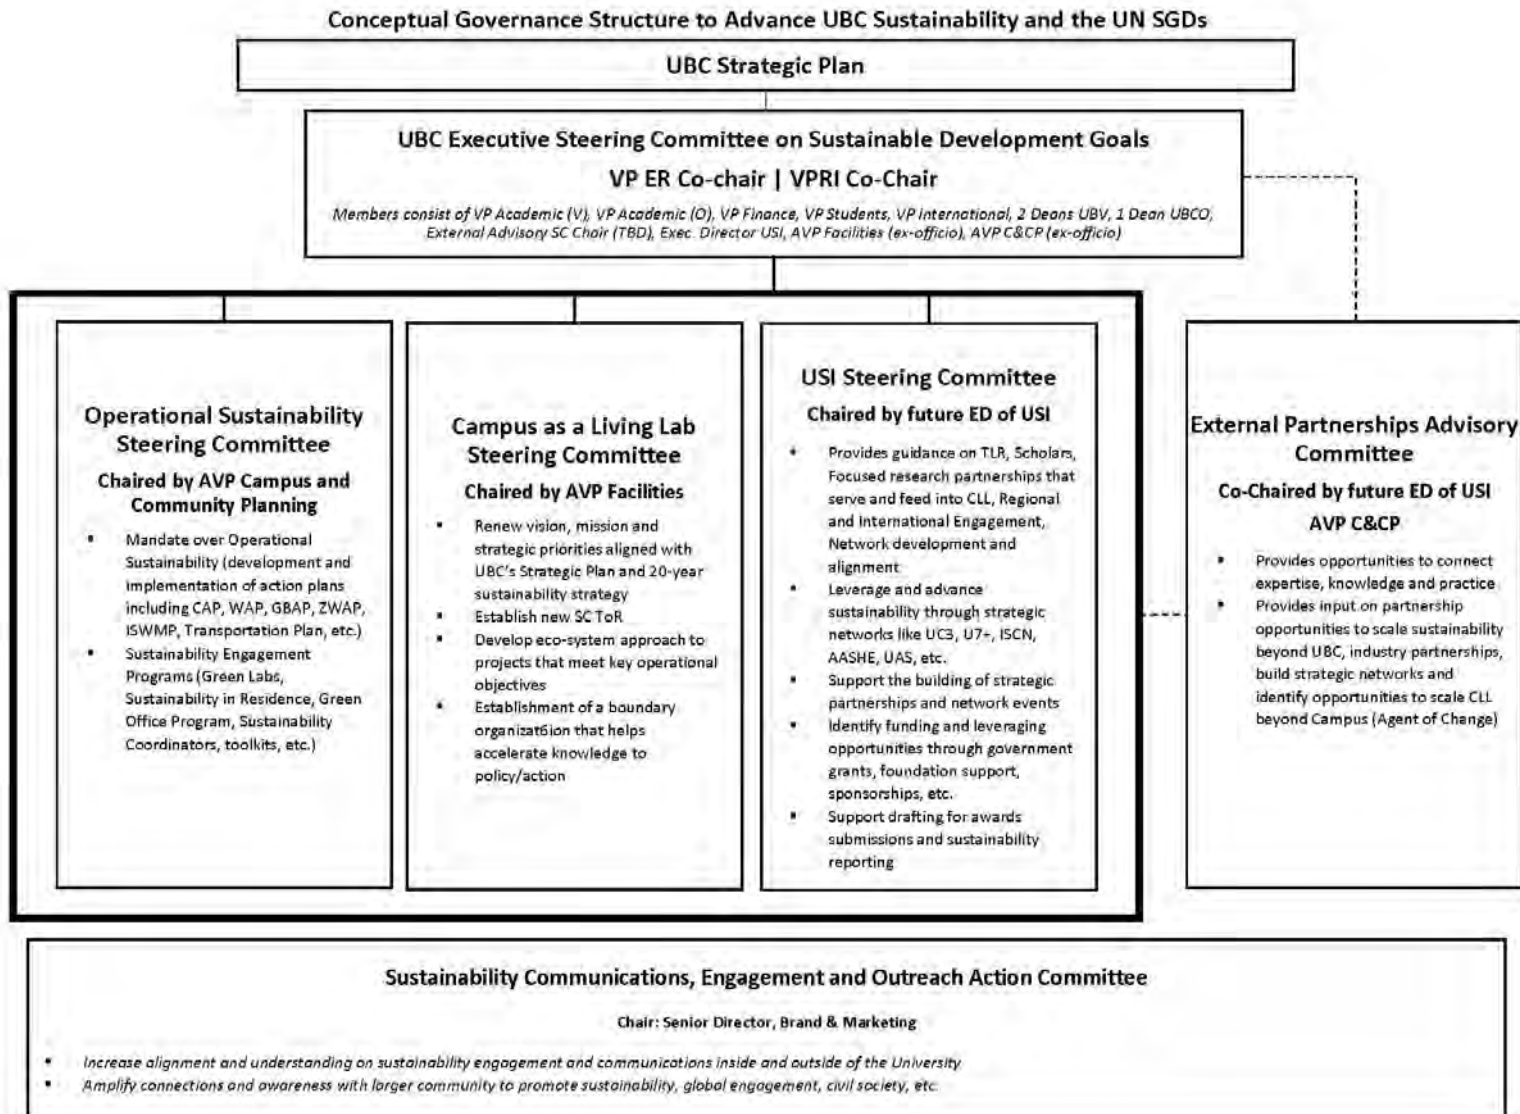 Conceptual Governance Structure to Advance UBC Sustainability and the UN SGDs
UBC Strategic Plan
UBC Executive Steering Committee on Sustainable Development Goals
VP ER Co-chair | VPRI Co-Chair
Members consist of VP Academic (V), VP Academic (O), VP Finance, VP Students, VP International, 2 Deans UBV, 1 Dean UBCO,
External Advisory SC Chair (TBD), Exec. Director USI, AVP Facilities (ex-officio), AVP C&CP (ex-officio)
Operational Sustainability
Steering Committee
Chaired by AVP Campus and
Community Planning
▪ Mandate over Operational
Sustainability (development and
implementation of action plans
including CAP, WAP, GBAP, ZWAP,
ISWMP, Transportation Plan, etc.)
▪ Sustainability Engagement
Programs (Green Labs,
Sustainability in Residence, Green
Office Program, Sustainability
Coordinators, toolkits, etc.)
Campus as a Living Lab
Steering Committee
Chaired by AVP Facilities
▪ Renew vision, mission and
strategic priorities aligned with
UBC's Strategic Plan and 20-year
sustainability strategy
▪ Establish new SC ToR
▪ Develop eco-system approach to
projects that meet key operational
objectives
▪ Establishment of a boundary
organizat6ion that helps
accelerate knowledge to
policy/action
USI Steering Committee
Chaired by future ED of USI
▪ Provides guidance on TLR, Scholars,
Focused research partnerships that
serve and feed into CLL, Regional
and International Engagement,
Network development and
alignment
▪ Leverage and advance
sustainability through strategic
networks like UC3, U7+, ISCN,
AASHE, UAS, etc.
▪ Support the building of strategic
partnerships and network events
▪ Identify funding and leveraging
opportunities through government
grants, foundation support,
sponsorships, etc.
▪ Support drafting for awards
submissions and sustainability
reporting
External Partnerships Advisory
Committee
Co-Chaired by future ED of USI
AVP C&CP
▪ Provides opportunities to connect
expertise, knowledge and practice
▪ Provides input on partnership
opportunities to scale sustainability
beyond UBC, industry partnerships,
build strategic networks and
identify opportunities to scale CLL
beyond Campus (Agent of Change)
Sustainability Communications, Engagement and Outreach Action Committee
Chair: Senior Director, Brand & Marketing
▪ Increase alignment and understanding on sustainability engagement and communications inside and outside of the University
▪ Amplify connections and awareness with larger community to promote sustainability, global engagement, civil society, etc